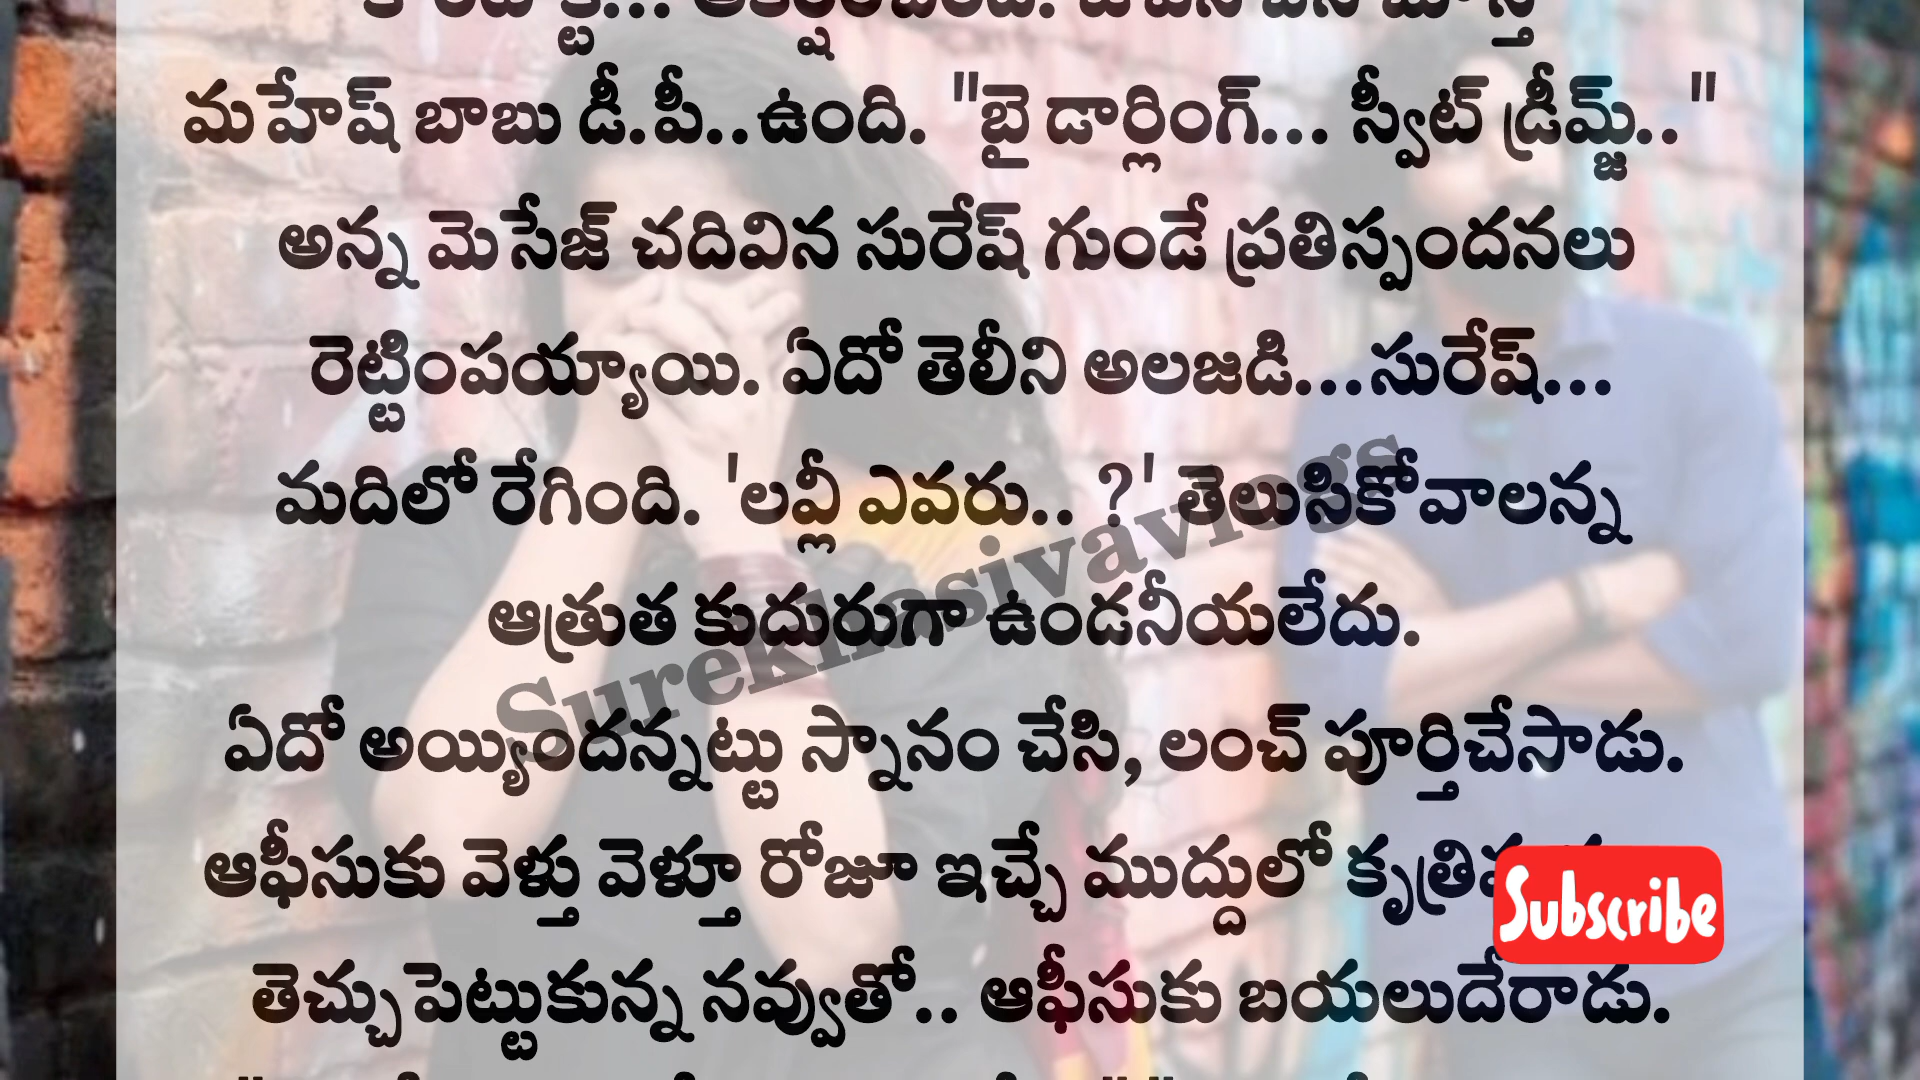 మహేష్ బాబు డీ.పీ..ఉంది. "బై డార్లింగ్... స్వీట్ డ్రీమ్జ్.."
అన్న మెసేజ్ చదివిన సురేష్ గుండే ప్రతిస్పందనలు
రెట్టింపయ్యాయి. ఏదో తెలీని అలజడి...సురేష్...
మదిలో రేగింది. 'లవ్లీ ఎవరు.. ?' తెలుసికోవాలన్న
ఆత్రుత కుదురుగా ఉండనీయలేదు.
Surekhasivavlogs
ఏదో అయ్యిందన్నట్టు స్నానం చేసి, లంచ్ పూర్తిచేసాడు.
ఆఫీసుకు వెళ్తు వెళ్తూ రోజూ ఇచ్చే ముద్దులో
Subscribe
తెచ్చుపెట్టుకున్న నవ్వుతో.. ఆఫీసుకు బయలుదేరాడు.